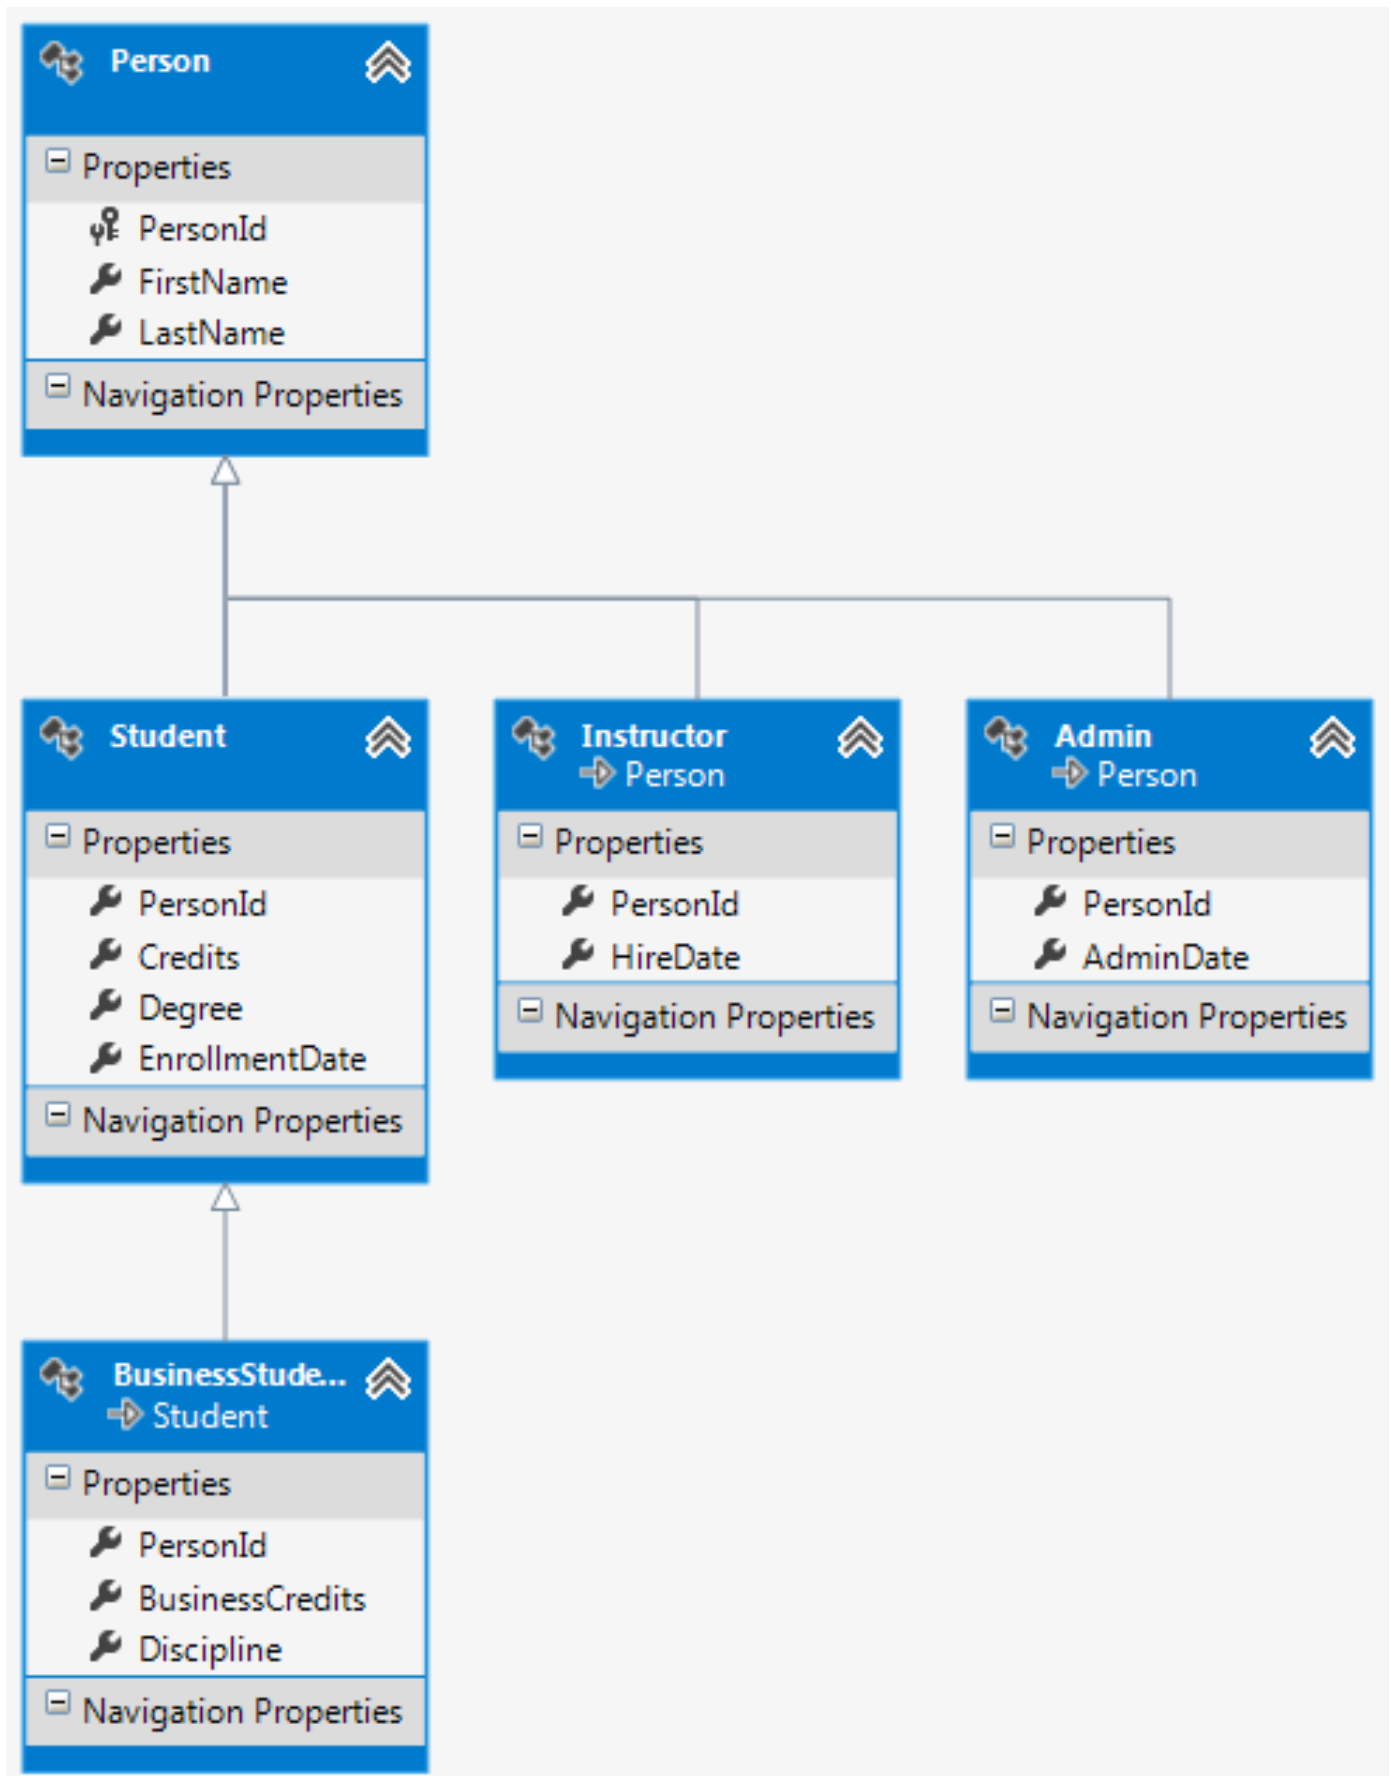 Person
Properties
PersonId
FirstName
LastName
Navigation Properties
Student
Properties
PersonId
Credits
Degree
EnrollmentDate
Navigation Properties
Instructor
Person
Properties
PersonId
HireDate
Navigation Properties
Admin
Person
Properties
PersonId
AdminDate
Navigation Properties
BusinessStude...
Student
Properties
PersonId
BusinessCredits
Discipline
Navigation Properties